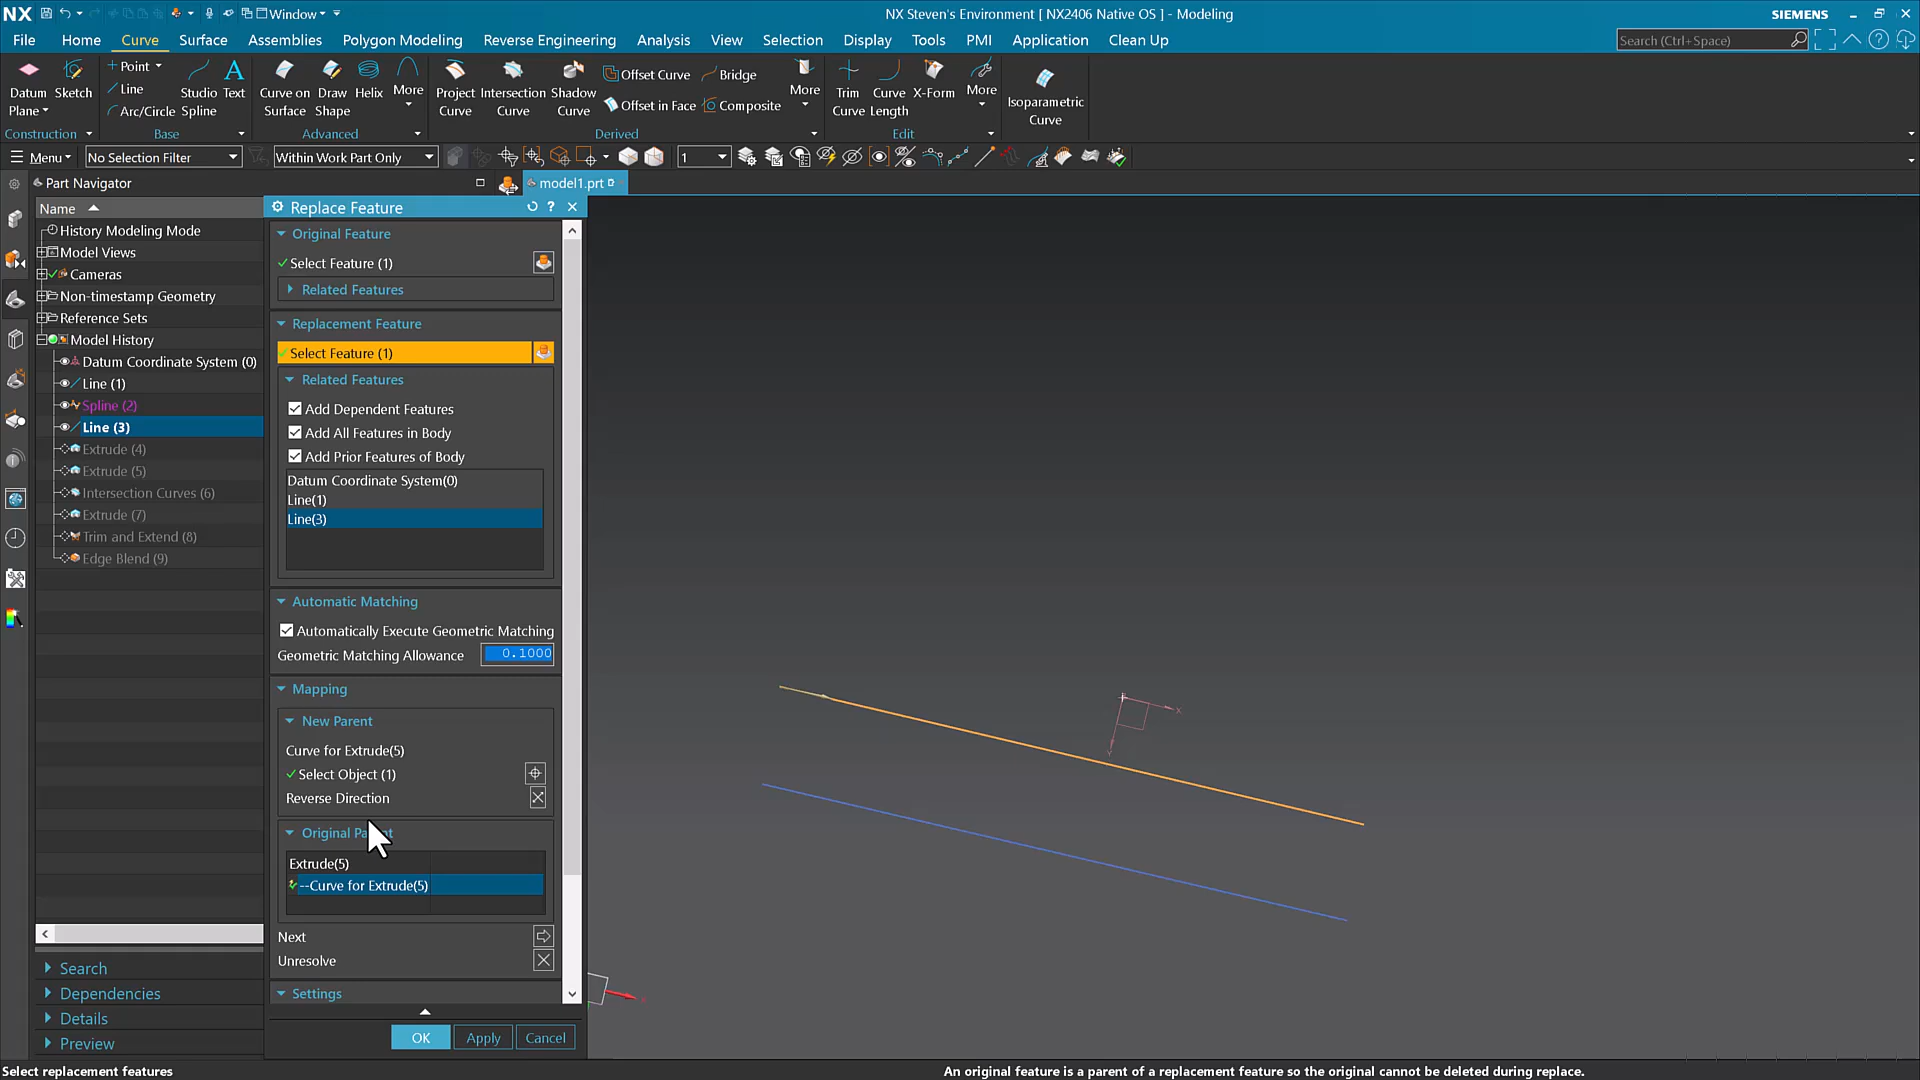 NX
Window
NX Steven's Environment [ NX2406 Native OS ] - Modeling
SIEMENS
File Home Curve Surface Assemblies Polygon Modeling Reverse Engineering Analysis View Selection Display Tools PMI Application Clean Up
Search (Ctrl+Space)
Datum Plane
Sketch
Point
Line
Arc/Circle
Studio Spline
Text
Curve on Surface
Draw Shape
Helix
More
Project Curve
Intersection Curve
Shadow Curve
Offset Curve
Offset in Face
Bridge
Composite
More
Trim Curve
Curve Length
X-Form
More
Isoparametric Curve
Construction
Base
Advanced
Derived
Edit
Menu
No Selection Filter
Within Work Part Only
1
Part Navigator
model1.prt
Name
History Modeling Mode
Model Views
Cameras
Non-timestamp Geometry
Reference Sets
Model History
Datum Coordinate System (0)
Line (1)
Spline (2)
Line (3)
Extrude (4)
Extrude (5)
Intersection Curves (6)
Extrude (7)
Trim and Extend (8)
Edge Blend (9)
Search
Dependencies
Details
Preview
Replace Feature
?
Original Feature
Select Feature (1)
Related Features
Replacement Feature
Select Feature (1)
Related Features
Add Dependent Features
Add All Features in Body
Add Prior Features of Body
Datum Coordinate System(0)
Line(1)
Line(3)
Automatic Matching
Automatically Execute Geometric Matching
Geometric Matching Allowance 0.1000
Mapping
New Parent
Curve for Extrude(5)
Select Object (1)
Reverse Direction
Original
Extrude(5)
--Curve for Extrude(5)
Next
Unresolve
Settings
OK Apply Cancel
X
Y
Select replacement features
An original feature is a parent of a replacement feature so the original cannot be deleted during replace.